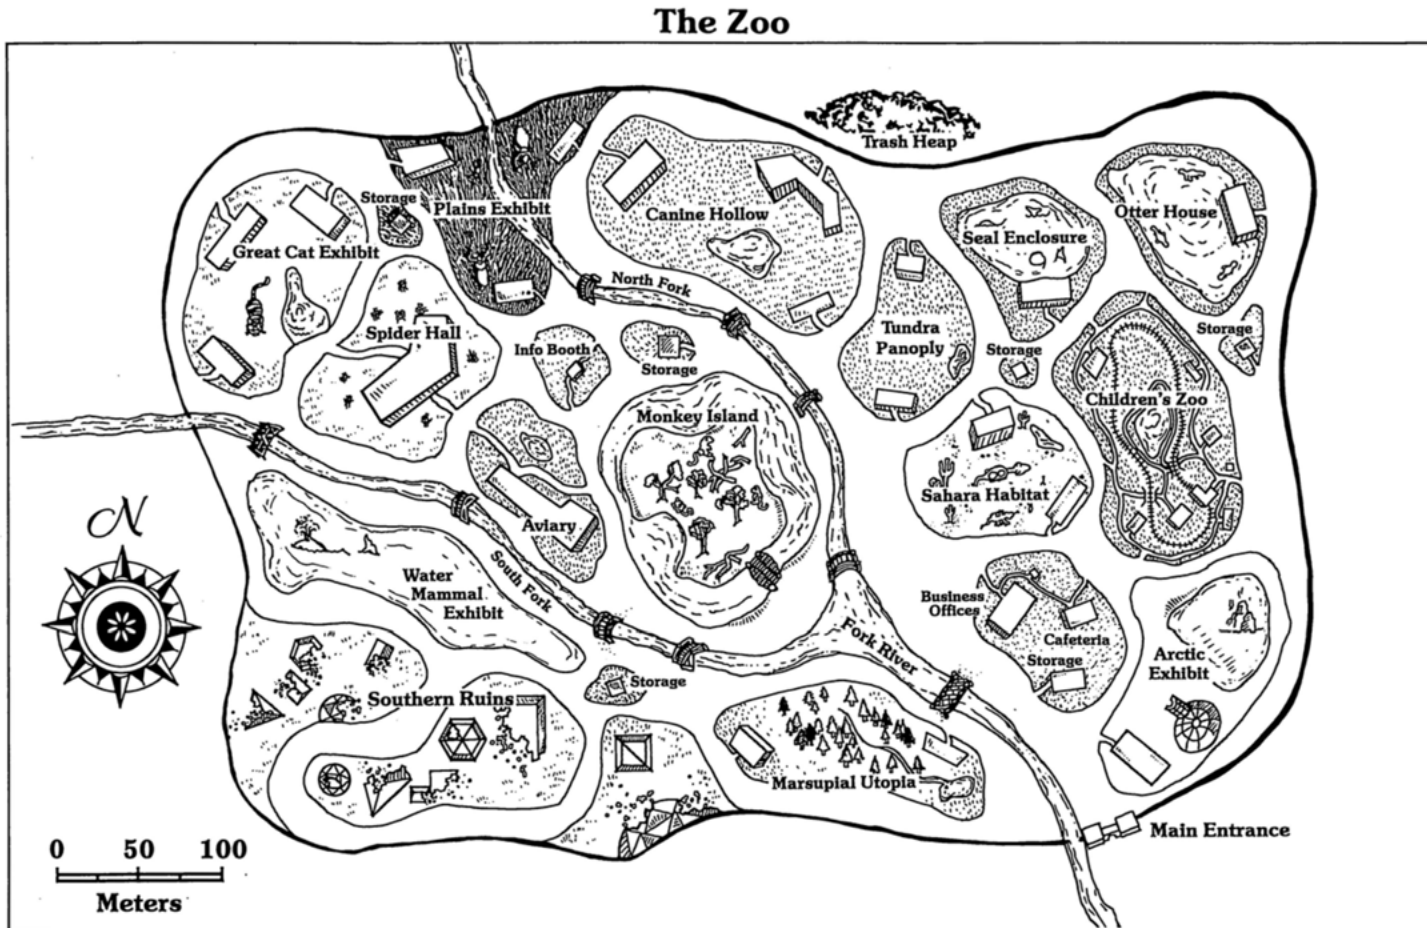 The Zoo
Trash Heap
Storage
Plains Exhibit
Canine Hollow
Otter House
Great Cat Exhibit
Seal Enclosure
North Fork
Spider Hall
Info Booth
Storage
Tundra
Panoply
Storage
Storage
Children's Zoo
Monkey Island
Sahara Habitat
Aviary
N
Water
Mammal
Exhibit
South Fork
Business
Offices
Cafeteria
Storage
Fork River
Arctic
Exhibit
Storage
Southern Ruins
Marsupial Utopia
Main Entrance
0 50 100
Meters